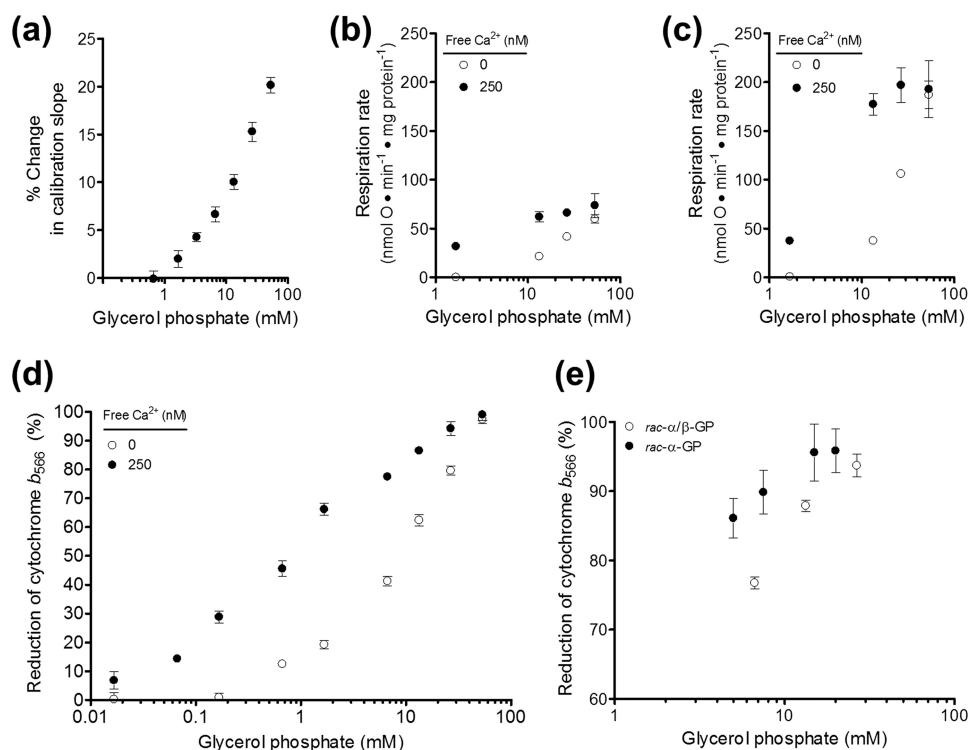 (a)
25
20
15
10
5
0
1
10
100
% Change
in calibration slope
Glycerol phosphate (mM)
(b)
Free Ca²⁺ (nM)
0
250
250
200
150
100
50
0
1
10
100
Respiration rate
(nmol O • min⁻¹ • mg protein⁻¹)
Glycerol phosphate (mM)
(c)
Free Ca²⁺ (nM)
0
250
250
200
150
100
50
0
1
10
100
Respiration rate
(nmol O • min⁻¹ • mg protein⁻¹)
Glycerol phosphate (mM)
(d)
Free Ca²⁺ (nM)
0
250
100
90
80
70
60
50
40
30
20
10
0
0.01
0.1
1
10
100
Reduction of cytochrome b₅₆₆ (%)
Glycerol phosphate (mM)
(e)
rac-α/β-GP
rac-α-GP
100
90
80
70
60
1
10
100
Reduction of cytochrome b₅₆₆ (%)
Glycerol phosphate (mM)